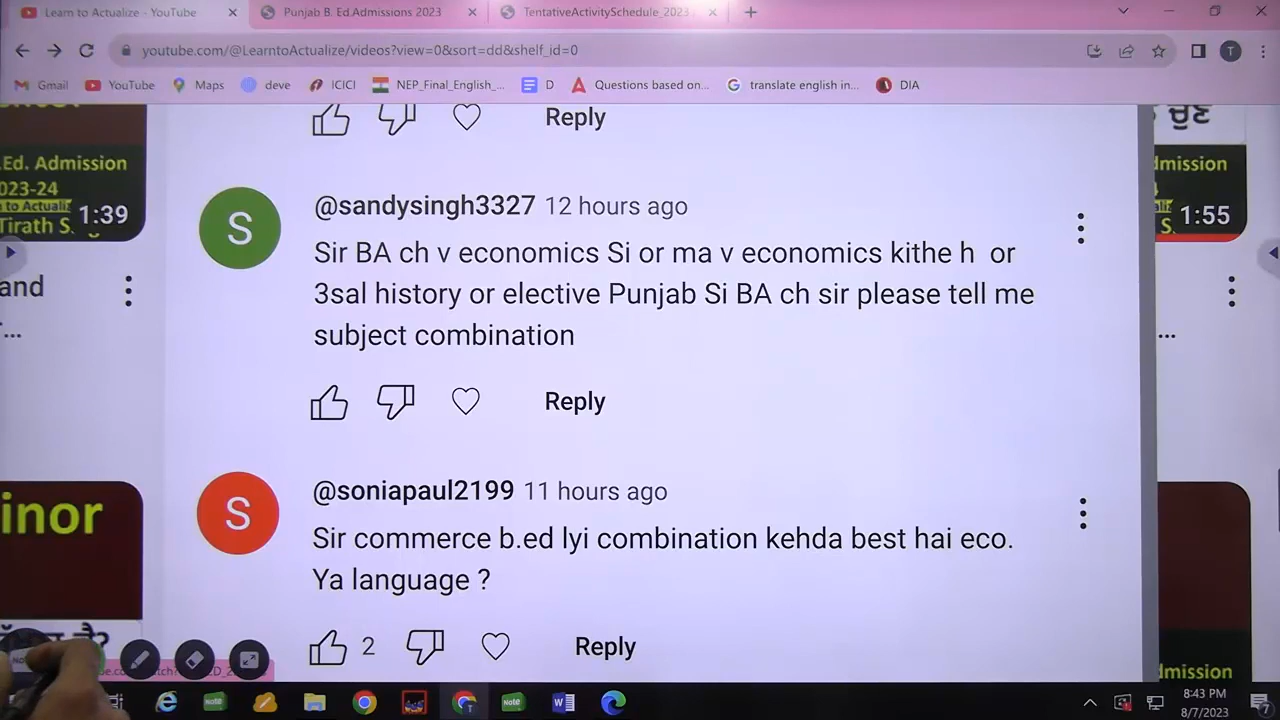 Learn to Actualize - YouTube
Punjab B. Ed.Admissions 2023
TentativeActivitySchedule_2023
youtube.com/@LearntoActualize/videos?view=0&sort=dd&shelf_id=0
T
Gmail
YouTube
Maps
deve
ICICI
NEP_Final_English_...
D
Questions based on...
translate english in...
DIA
Reply
ਚੁਣ
.Ed. Admission
023-24
1:39
Tirath S.
dmission
1:55
S.
and
...
...
S
@sandysingh3327 12 hours ago
Sir BA ch v economics Si or ma v economics kithe h or
3sal history or elective Punjab Si BA ch sir please tell me
subject combination
Reply
S
@soniapaul2199 11 hours ago
Sir commerce b.ed lyi combination kehda best hai eco.
Ya language ?
2
Reply
inor
dmission
Note
Note
8:43 PM
8/7/2023
7